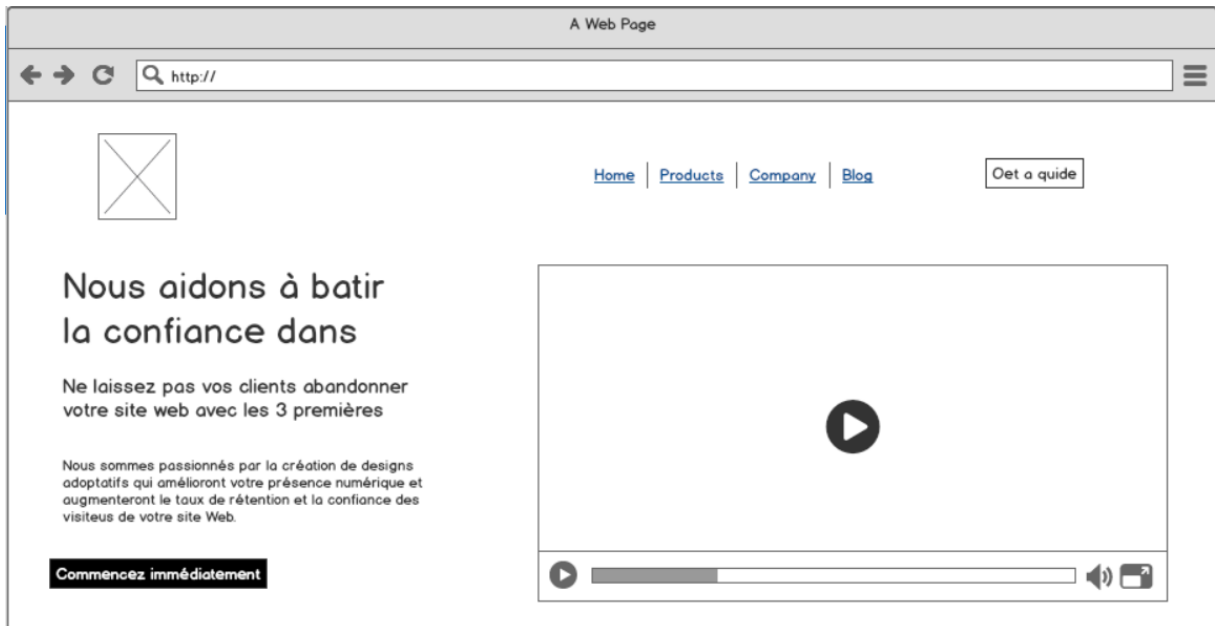 A Web Page
http://
Home Products Company Blog
Oet a quide
Nous aidons à batir
la confiance dans
Ne laissez pas vos clients abandonner
votre site web avec les 3 premières
Nous sommes passionnés par la création de designs
adoptatifs qui amélioront votre présence numérique et
augmenteront le taux de rétention et la confiance des
visiteus de votre site Web.
Commencez immédiatement